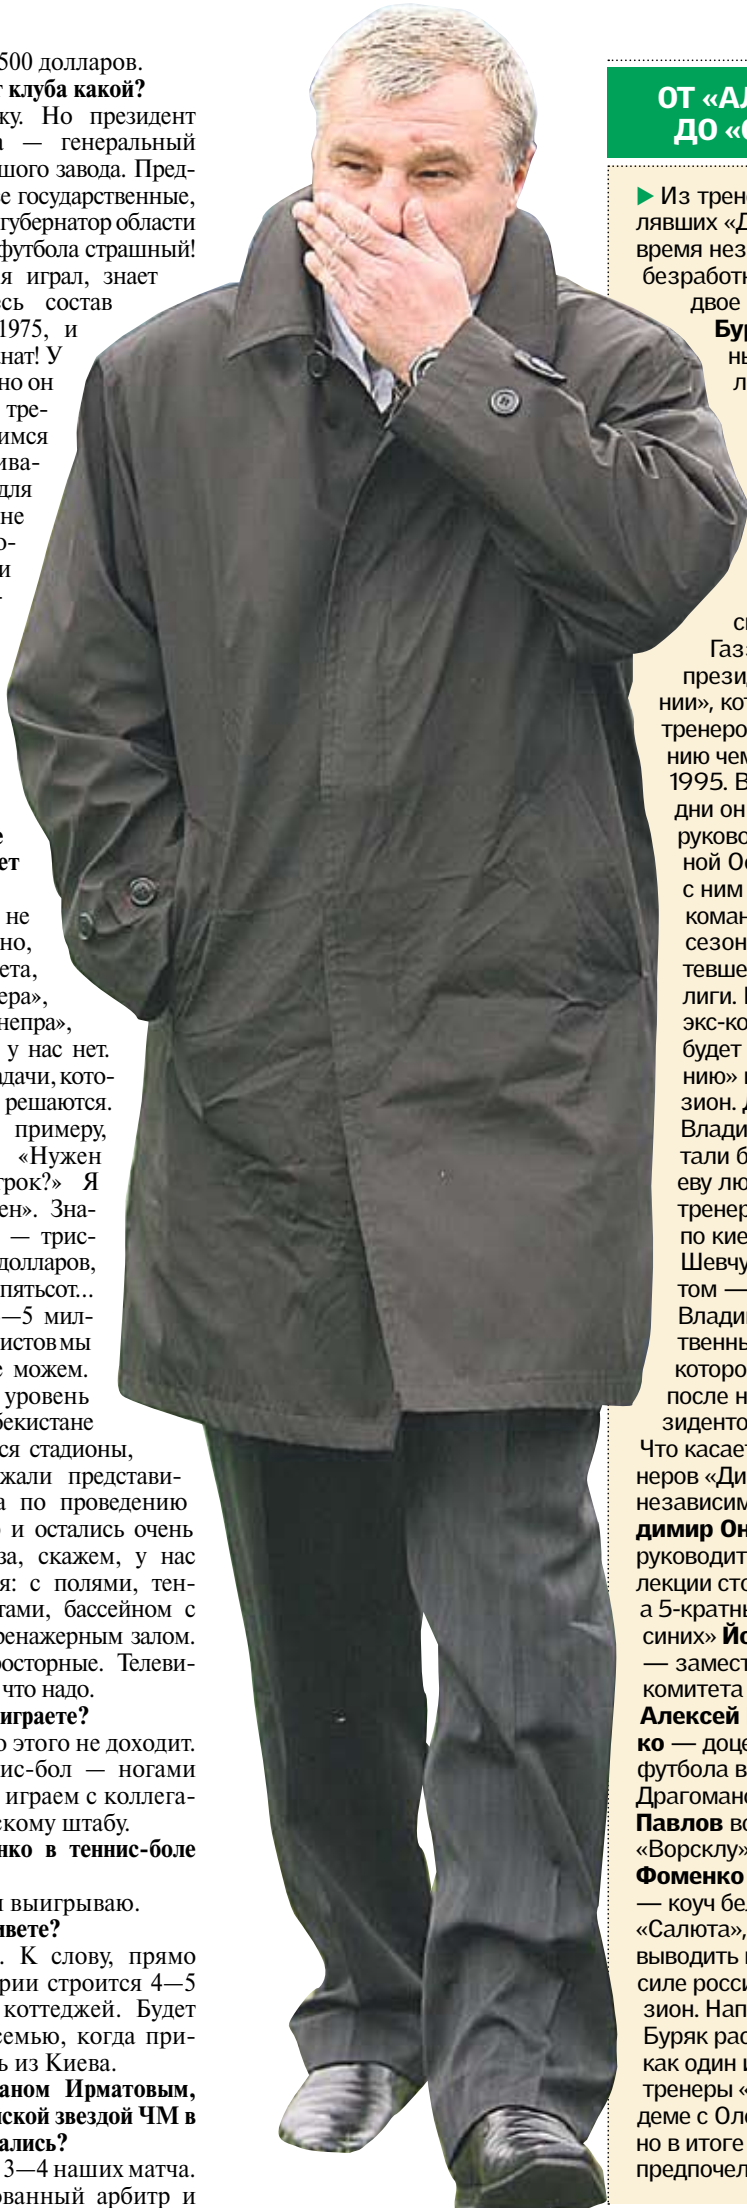 500 долларов.
т клуба какой?
ку. Но президент
а — генеральный
шого завода. Пред-
е государственные,
губернатор области
футбола страшный!
я играл, знает
сь состав
1975, и
нат! У
но он
тре-
имся
ива-
для
не
о-
и
-
е
ет
не
но,
ета,
ера»,
непра»,
у нас нет.
адачи, кото-
решаются.
примеру,
«Нужен
грок?» Я
ен». Зна-
— трис-
долларов,
пятьсот...
—5 мил-
истов мы
е можем.
уровень
бекистане
ся стадионы,
жали представи-
а по проведению
о и остались очень
за, скажем, у нас
я: с полями, тен-
тами, бассейном с
ренажерным залом.
осторные. Телеви-
что надо.
играете?
о этого не доходит.
ис-бол — ногами
играем с коллега-
скому штабу.
нко в теннис-боле
и выигрываю.
ивете?
. К слову, прямо
рии строится 4—5
коттеджей. Будет
семью, когда при-
ь из Киева.
аном Ирматовым,
ской звездой ЧМ в
ались?
3—4 наших матча.
ованный арбитр и
ОТ «АЛ
ДО «С
▶ Из трене
лявших «Д
время нез
безработн
двое
Бур
ны
л
си
Газз
презид
нии», кот
тренеро
нию чем
1995. В
дни он
руковo
ной Ос
с ним
коман
сезон
тевше
лиги. В
экс-ко
будет
нию» в
зион. Д
Влади
тали б
еву лю
тренер
по кие
Шевчу
том —
Влади
твенны
которо
после н
зиденто
Что касает
неров «Ди
независим
димир Он
руководит
лекции сто
а 5-кратны
синих» Йо
— замест
комитета
Алексей
ко — доце
футбола в
Драгомано
Павлов во
«Ворсклу»
Фоменко
— коуч бел
«Салюта»,
выводить к
силе росси
зион. Нап
Буряк рас
как один и
тренеры «
деме с Оле
но в итоге
предпочел